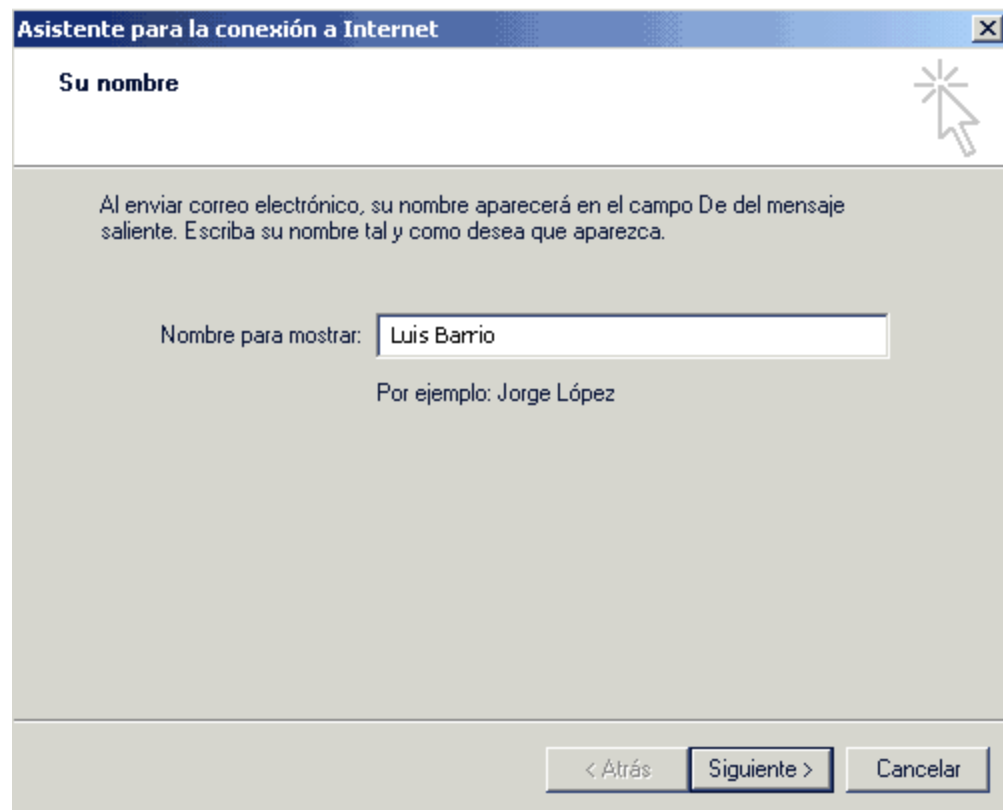 Asistente para la conexión a Internet
Su nombre
Al enviar correo electrónico, su nombre aparecerá en el campo De del mensaje
saliente. Escriba su nombre tal y como desea que aparezca.
Nombre para mostrar: Luis Barrio
Por ejemplo: Jorge López
< Atrás Siguiente > Cancelar